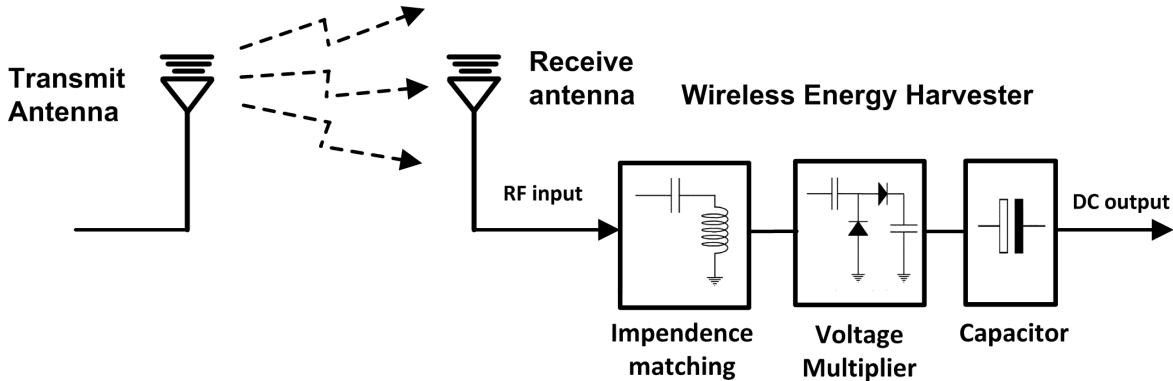 Transmit
Antenna
Receive
antenna
Wireless Energy Harvester
RF input
DC output
Impendence
matching
Voltage
Multiplier
Capacitor